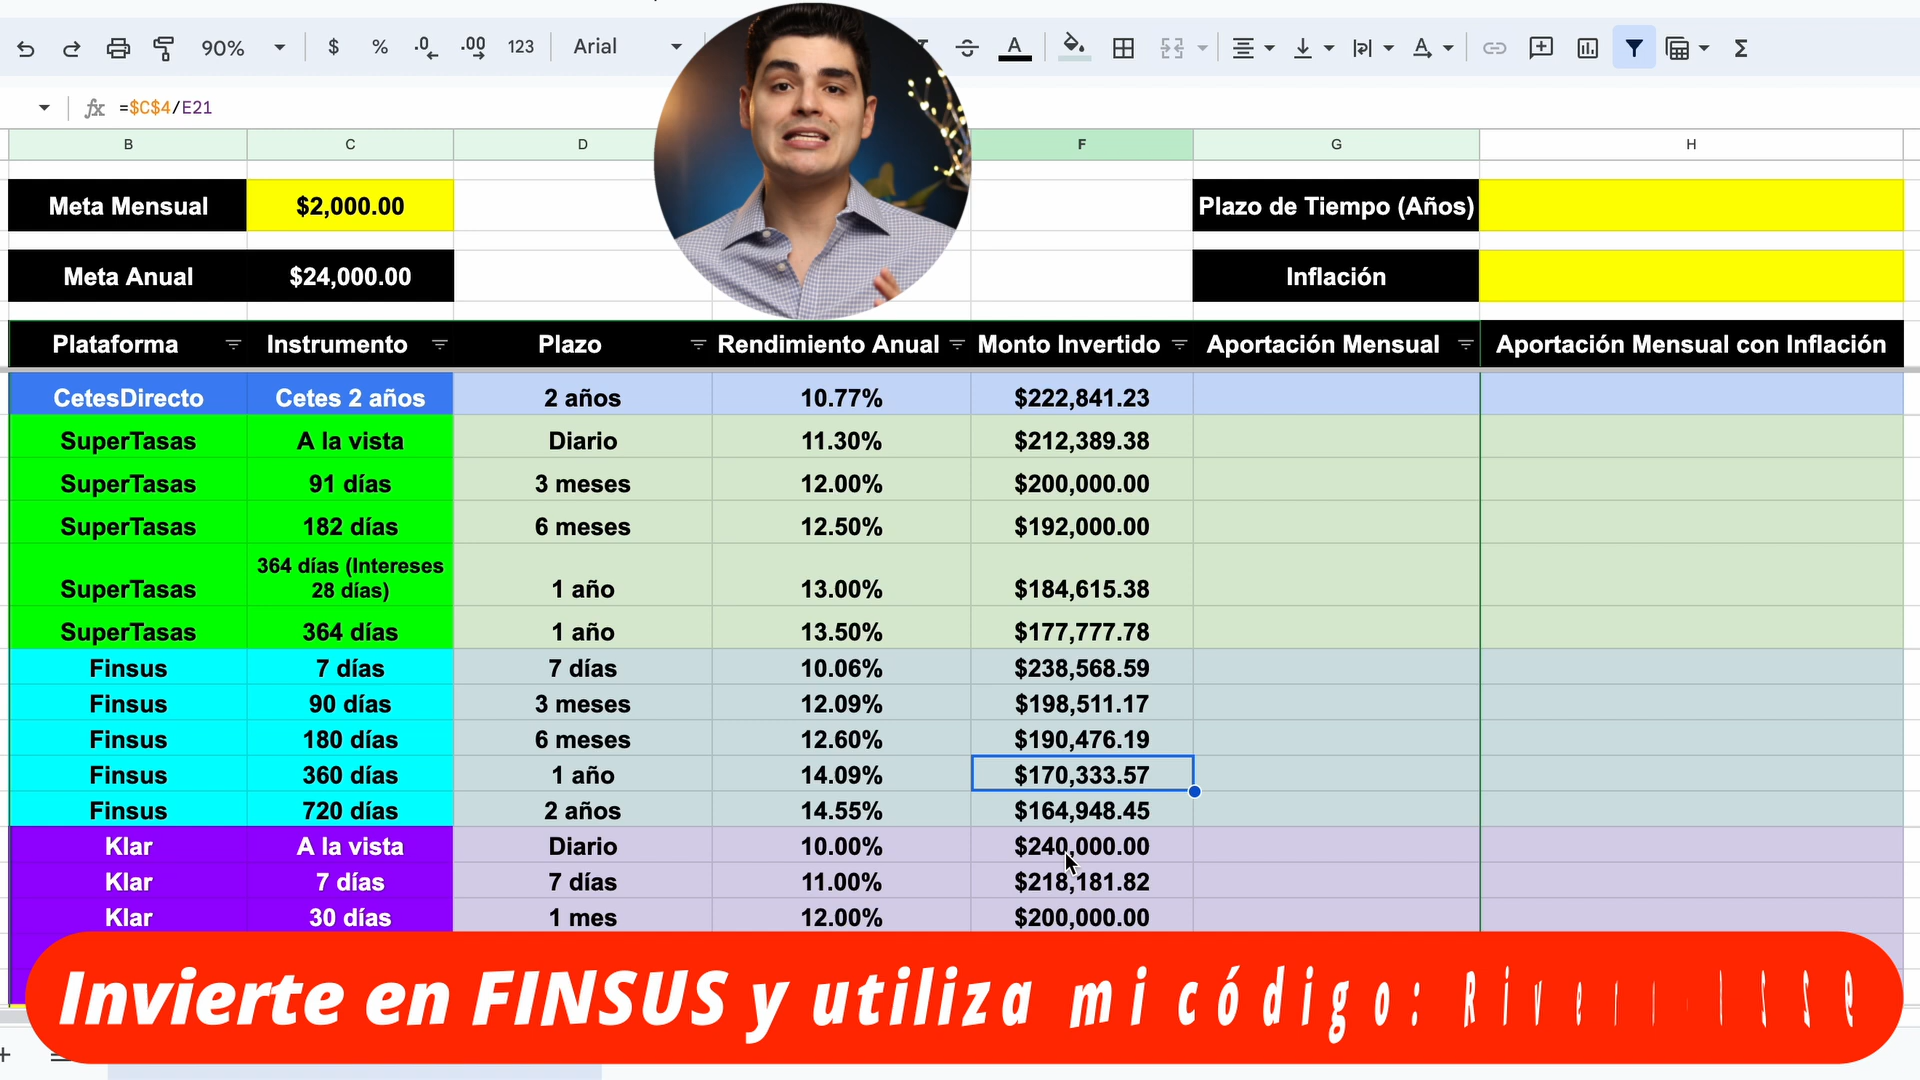 90% $ % .0 .00 123 Arial A
fx =$C$4/E21
B C D F G H
Meta Mensual $2,000.00 Plazo de Tiempo (Años)
Meta Anual $24,000.00 Inflación
Plataforma Instrumento Plazo Rendimiento Anual Monto Invertido Aportación Mensual Aportación Mensual con Inflación
CetesDirecto Cetes 2 años 2 años 10.77% $222,841.23
SuperTasas A la vista Diario 11.30% $212,389.38
SuperTasas 91 días 3 meses 12.00% $200,000.00
SuperTasas 182 días 6 meses 12.50% $192,000.00
364 días (Intereses
SuperTasas 28 días) 1 año 13.00% $184,615.38
SuperTasas 364 días 1 año 13.50% $177,777.78
Finsus 7 días 7 días 10.06% $238,568.59
Finsus 90 días 3 meses 12.09% $198,511.17
Finsus 180 días 6 meses 12.60% $190,476.19
Finsus 360 días 1 año 14.09% $170,333.57
Finsus 720 días 2 años 14.55% $164,948.45
Klar A la vista Diario 10.00% $240,000.00
Klar 7 días 7 días 11.00% $218,181.82
Klar 30 días 1 mes 12.00% $200,000.00
Invierte en FINSUS y utiliza mi código: